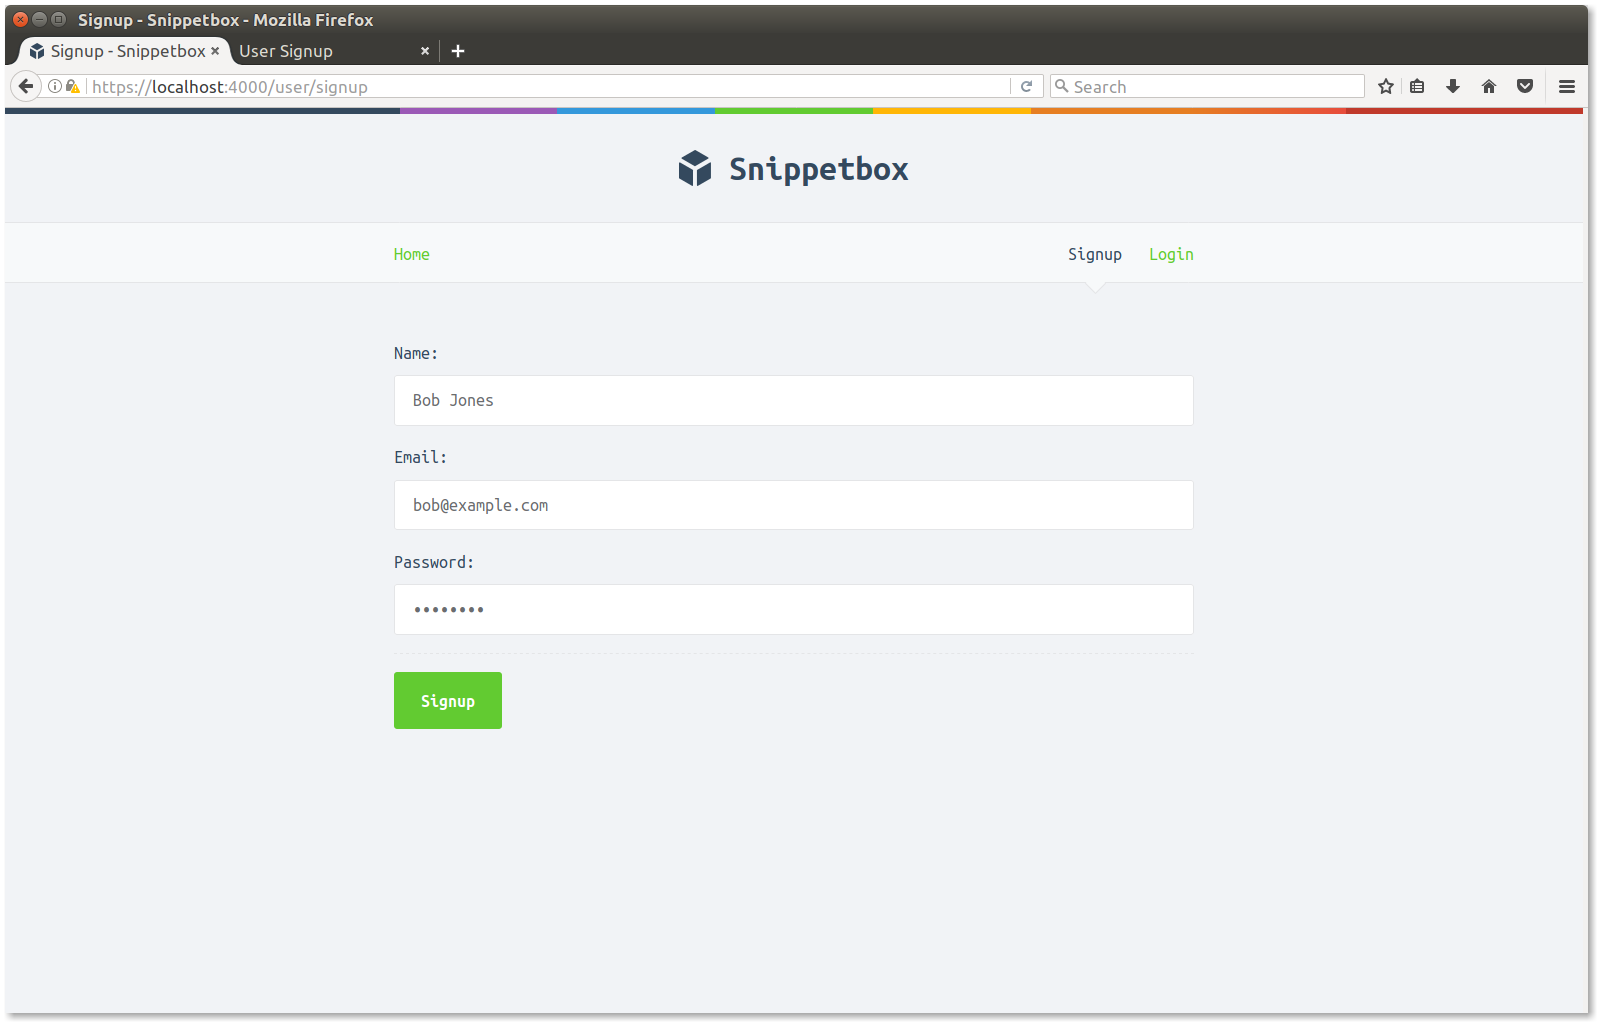 Signup - Snippetbox - Mozilla Firefox
Signup - Snippetbox
User Signup
https://localhost:4000/user/signup
Search
Snippetbox
Home
Signup
Login
Name:
Bob Jones
Email:
bob@example.com
Password:
••••••••
Signup